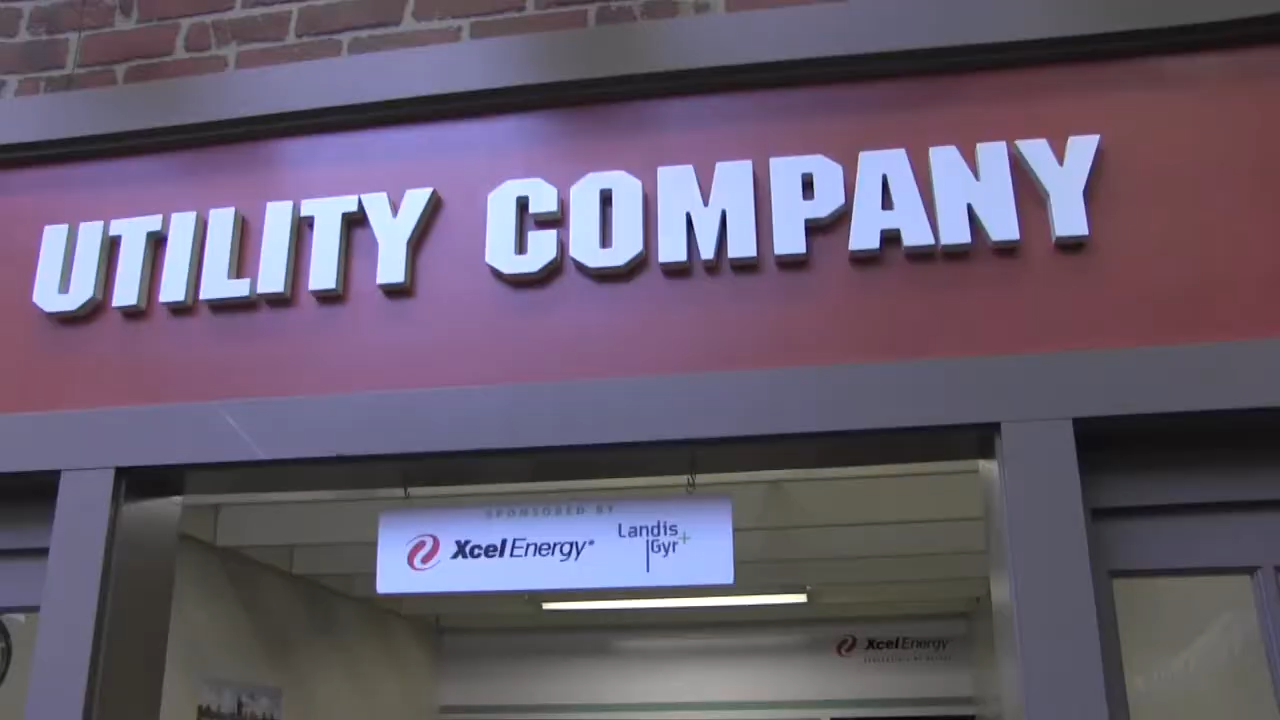 UTILITY COMPANY
SPONSORED BY
Xcel Energy®
Landis
Gyr+
Xcel Energy